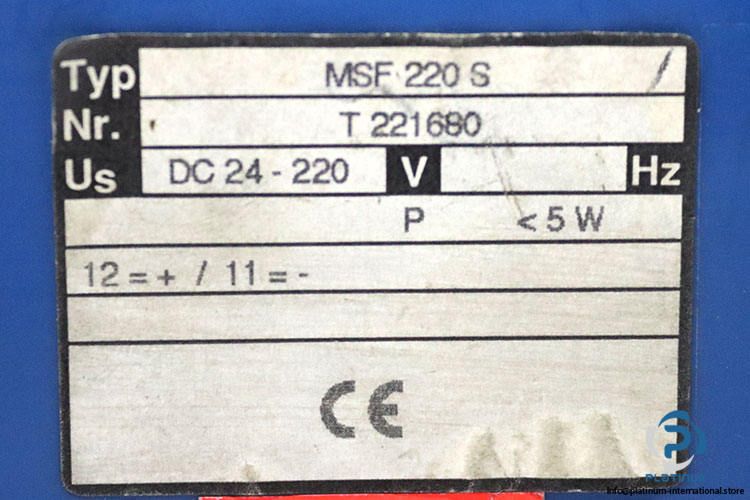 Typ MSF 220 S /
Nr. T 221680
Us DC 24 - 220 V Hz
P < 5 W
12 = + / 11 = -
CE
info@platinum-international.store